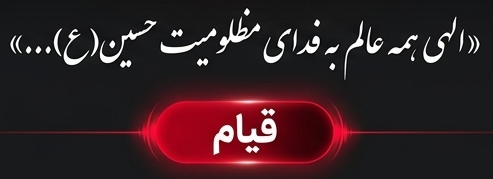 «الهی همه عالم به فدای مظلومیت حسین(ع)...»
قیام